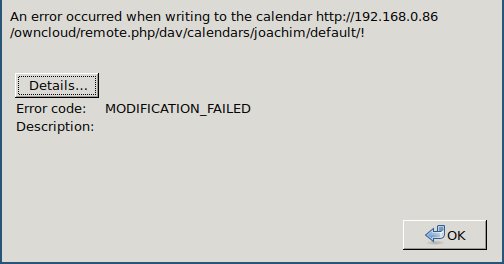 An error occurred when writing to the calendar http://192.168.0.86
/owncloud/remote.php/dav/calendars/joachim/default/!
Details...
Error code: MODIFICATION_FAILED
Description:
OK